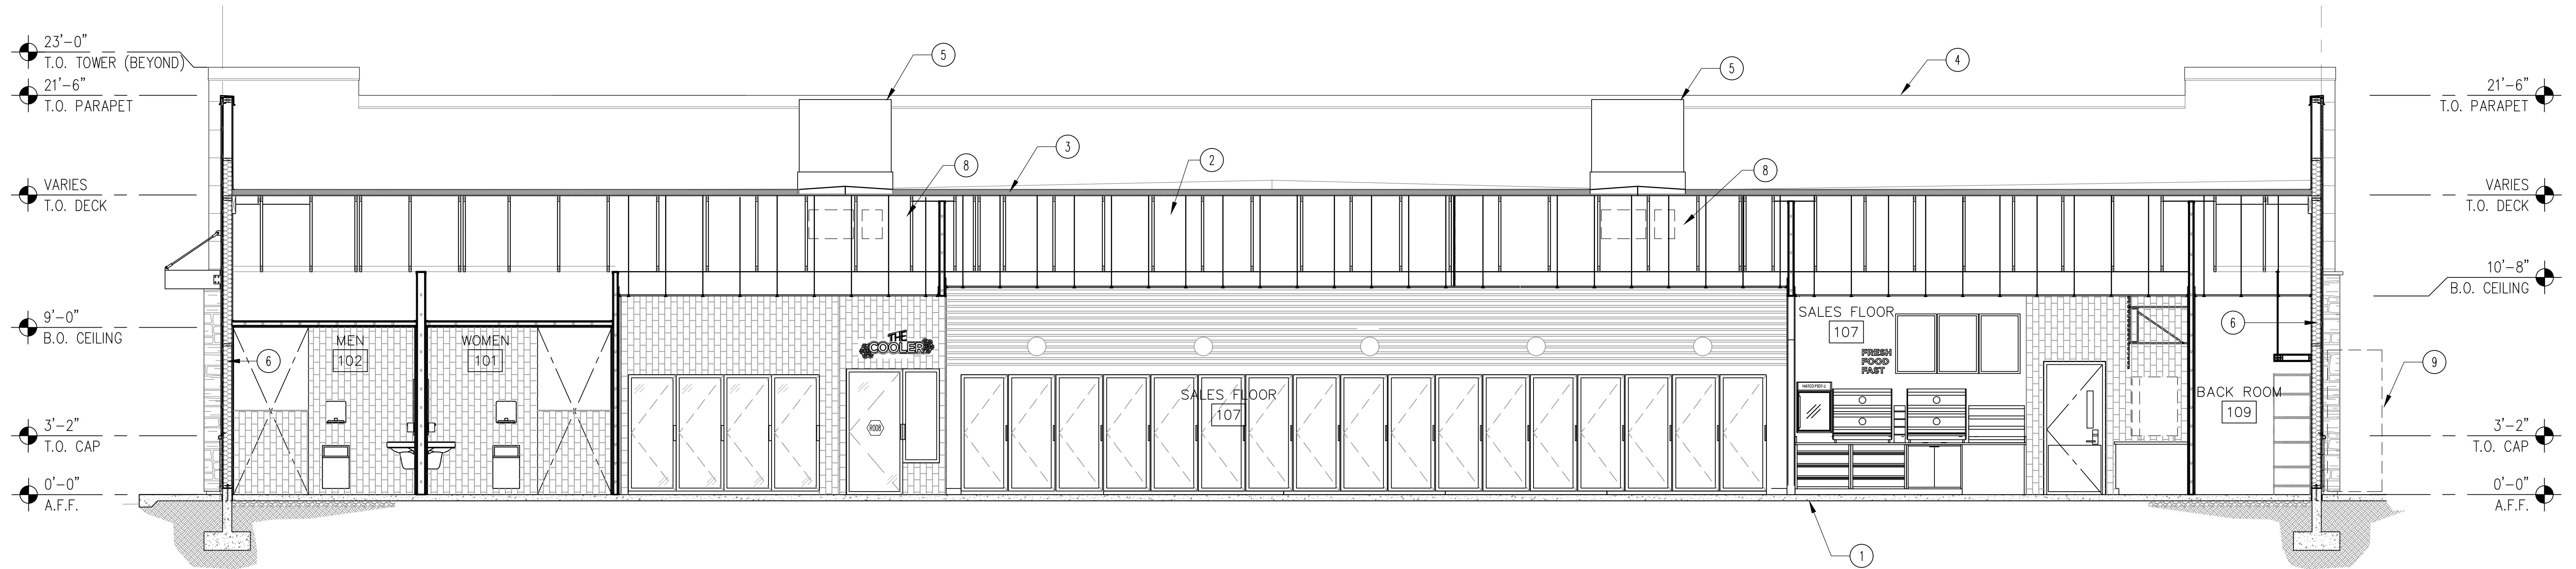 23'-0"
T.O. TOWER (BEYOND)
21'-6"
T.O. PARAPET
VARIES
T.O. DECK
9'-0"
B.O. CEILING
3'-2"
T.O. CAP
0'-0"
A.F.F.
5
5
4
3
2
8
8
6
MEN
102
WOMEN
101
THE
COOLER
R008
SALES FLOOR
107
SALES FLOOR
107
FRESH
FOOD
FAST
BACK ROOM
109
6
9
1
21'-6"
T.O. PARAPET
VARIES
T.O. DECK
10'-8"
B.O. CEILING
3'-2"
T.O. CAP
0'-0"
A.F.F.